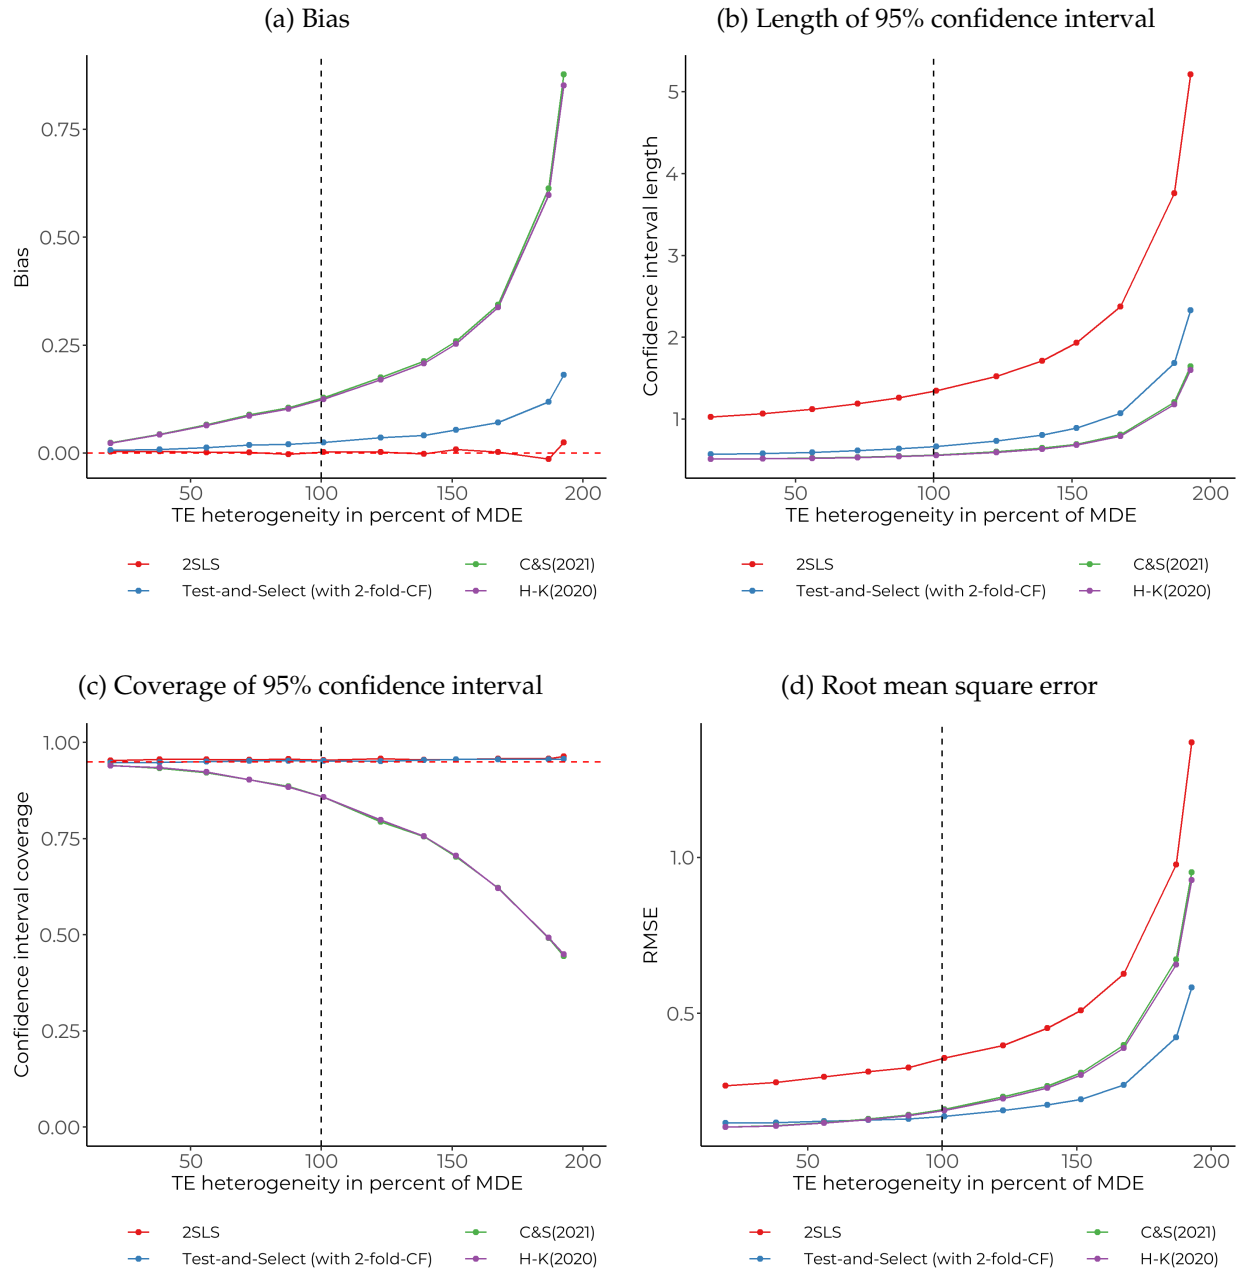 (a) Bias
(b) Length of 95% confidence interval
Bias
0.75
0.50
0.25
0.00
50 100 150 200
TE heterogeneity in percent of MDE
2SLS C&S(2021)
Test-and-Select (with 2-fold-CF) H-K(2020)
Confidence interval length
5
4
3
2
1
50 100 150 200
TE heterogeneity in percent of MDE
2SLS C&S(2021)
Test-and-Select (with 2-fold-CF) H-K(2020)
(c) Coverage of 95% confidence interval
(d) Root mean square error
Confidence interval coverage
1.00
0.75
0.50
0.25
0.00
50 100 150 200
TE heterogeneity in percent of MDE
2SLS C&S(2021)
Test-and-Select (with 2-fold-CF) H-K(2020)
RMSE
1.0
0.5
50 100 150 200
TE heterogeneity in percent of MDE
2SLS C&S(2021)
Test-and-Select (with 2-fold-CF) H-K(2020)